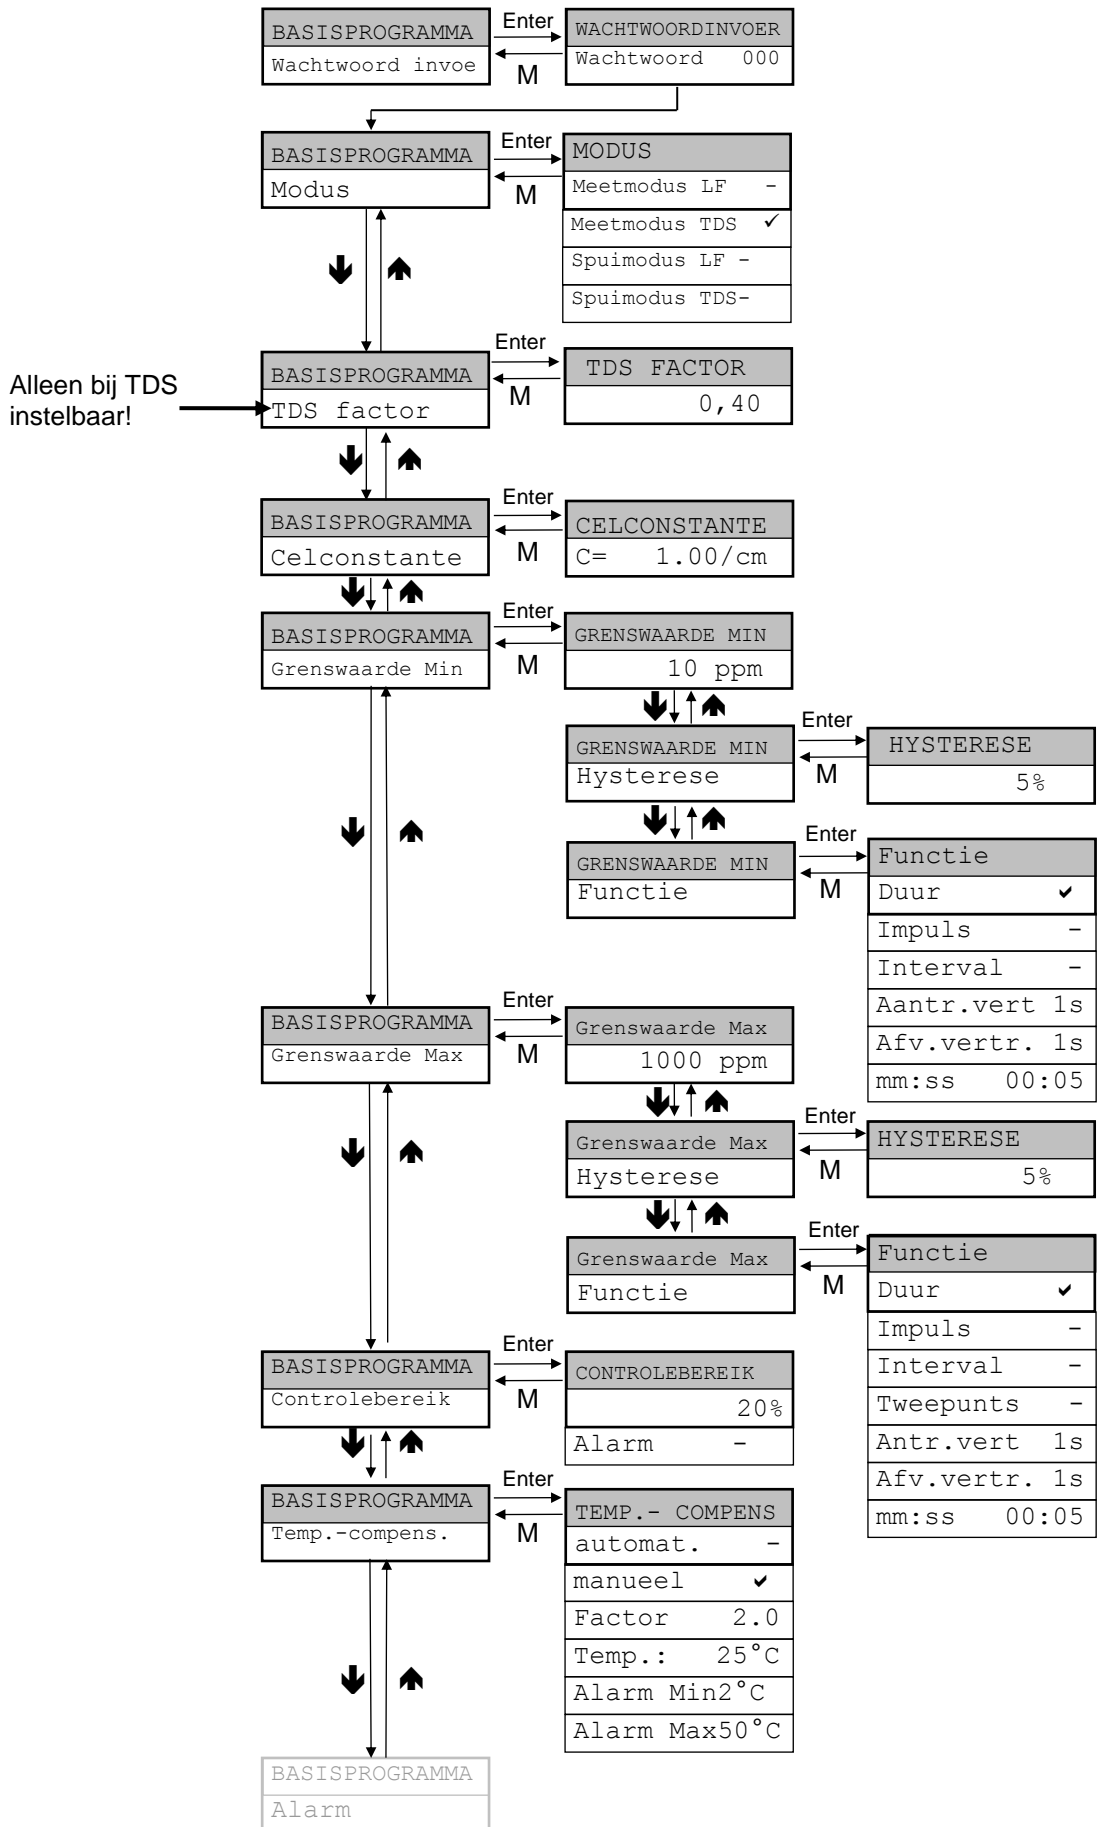 BASISPROGRAMMA
Wachtwoord invoe
Enter
M
WACHTWOORDINVOER
Wachtwoord 000
BASISPROGRAMMA
Modus
Enter
M
MODUS
Meetmodus LF -
Meetmodus TDS ✓
Spuimodus LF -
Spuimodus TDS-
Alleen bij TDS
instelbaar!
BASISPROGRAMMA
TDS factor
Enter
M
TDS FACTOR
0,40
BASISPROGRAMMA
Celconstante
Enter
M
CELCONSTANTE
C= 1.00/cm
BASISPROGRAMMA
Grenswaarde Min
Enter
M
GRENSWAARDE MIN
10 ppm
GRENSWAARDE MIN
Hysterese
Enter
M
HYSTERESE
5%
GRENSWAARDE MIN
Functie
Enter
M
Functie
Duur ✓
Impuls -
Interval -
Aantr.vert 1s
Afv.vertr. 1s
mm:ss 00:05
BASISPROGRAMMA
Grenswaarde Max
Enter
M
Grenswaarde Max
1000 ppm
Grenswaarde Max
Hysterese
Enter
M
HYSTERESE
5%
Grenswaarde Max
Functie
Enter
M
Functie
Duur ✓
Impuls -
Interval -
Tweepunts -
Antr.vert 1s
Afv.vertr. 1s
mm:ss 00:05
BASISPROGRAMMA
Controlebereik
Enter
M
CONTROLEBEREIK
20%
Alarm -
BASISPROGRAMMA
Temp.-compens.
Enter
M
TEMP.- COMPENS
automat. -
manueel ✓
Factor 2.0
Temp.: 25°C
Alarm Min2°C
Alarm Max50°C
BASISPROGRAMMA
Alarm